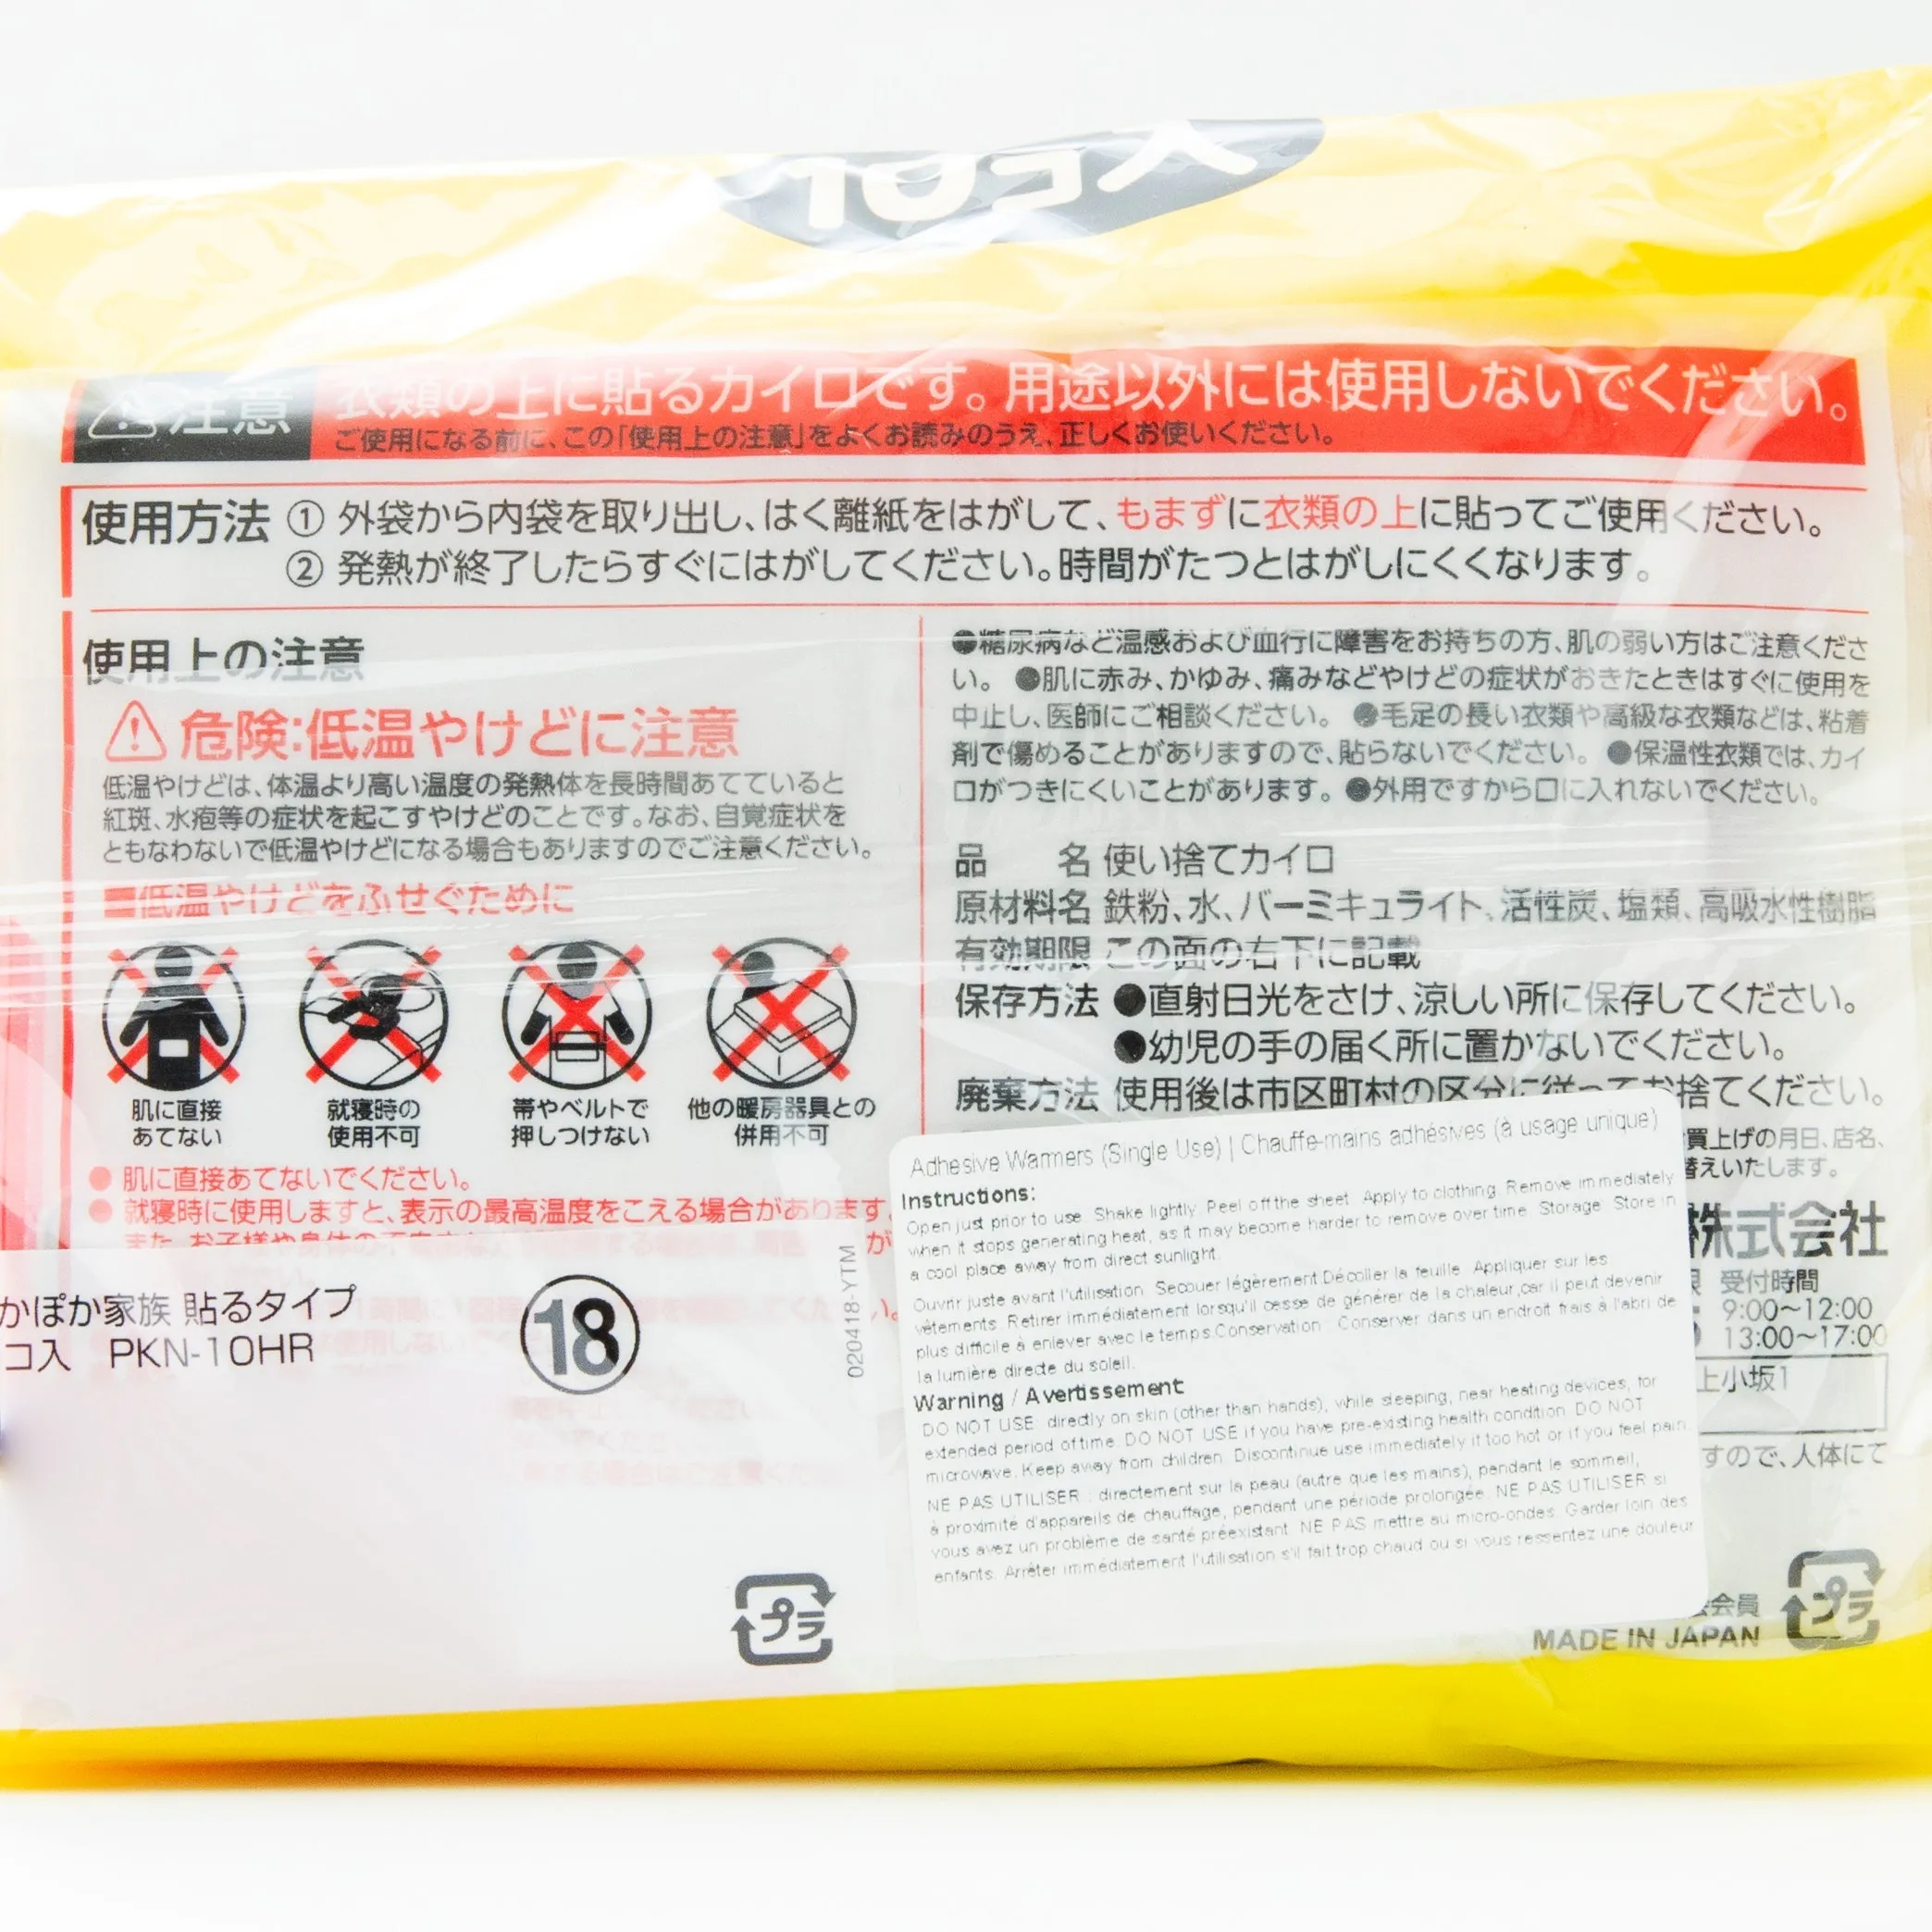 10コ入
注意
衣類の上に貼るカイロです。用途以外には使用しないでください。
ご使用になる前に、この「使用上の注意」をよくお読みのうえ、正しくお使いください。
使用方法 ① 外袋から内袋を取り出し、はく離紙をはがして、もまずに衣類の上に貼ってご使用ください。
② 発熱が終了したらすぐにはがしてください。時間がたつとはがしにくくなります。
使用上の注意
危険:低温やけどに注意
低温やけどは、体温より高い温度の発熱体を長時間あてていると
紅斑、水疱等の症状を起こすやけどのことです。なお、自覚症状を
ともなわないで低温やけどになる場合もありますのでご注意ください。
■低温やけどをふせぐために
肌に直接
あてない
就寝時の
使用不可
帯やベルトで
押しつけない
他の暖房器具との
併用不可
● 肌に直接あてないでください。
● 就寝時に使用しますと、表示の最高温度をこえる場合があります。
かぽか家族 貼るタイプ
コ入 PKN-10HR
18
020418-YTM
プラ
●糖尿病など温感および血行に障害をお持ちの方、肌の弱い方はご注意くださ
い。 ●肌に赤み、かゆみ、痛みなどやけどの症状がおきたときはすぐに使用を
中止し、医師にご相談ください。 ●毛足の長い衣類や高級な衣類などは、粘着
剤で傷めることがありますので、貼らないでください。 ●保温性衣類では、カイ
ロがつきにくいことがあります。 ●外用ですから口に入れないでください。
品 名 使い捨てカイロ
原材料名 鉄粉、水、バーミキュライト、活性炭、塩類、高吸水性樹脂
有効期限 この面の右下に記載
保存方法 ●直射日光をさけ、涼しい所に保存してください。
●幼児の手の届く所に置かないでください。
廃棄方法 使用後は市区町村の区分に従ってお捨てください。
買上げの月日、店名、
替えいたします。
株式会社
受付時間
9:00～12:00
13:00～17:00
上小坂1
すので、人体にて
会員
MADE IN JAPAN
プラ
Adhesive Warmers (Single Use) | Chauffe-mains adhésives (à usage unique)
Instructions:
Open just prior to use. Shake lightly. Peel off the sheet. Apply to clothing. Remove immediately
when it stops generating heat, as it may become harder to remove over time. Storage: Store in
a cool place away from direct sunlight.
Ouvrir juste avant l'utilisation. Secouer légèrement.Décoller la feuille. Appliquer sur les
vêtements. Retirer immédiatement lorsqu'il cesse de générer de la chaleur,car il peut devenir
plus difficile à enlever avec le temps.Conservation : Conserver dans un endroit frais à l'abri de
la lumière directe du soleil.
Warning / Avertissement
DO NOT USE: directly on skin (other than hands), while sleeping, near heating devices, for
extended period of time. DO NOT USE if you have pre-existing health condition. DO NOT
microwave. Keep away from children. Discontinue use immediately if too hot or if you feel pain.
NE PAS UTILISER : directement sur la peau (autre que les mains), pendant le sommeil,
à proximité d'appareils de chauffage, pendant une période prolongée. NE PAS UTILISER si
vous avez un problème de santé préexistant. NE PAS mettre au micro-ondes. Garder loin des
enfants. Arrêter immédiatement l'utilisation s'il fait trop chaud ou si vous ressentez une douleur